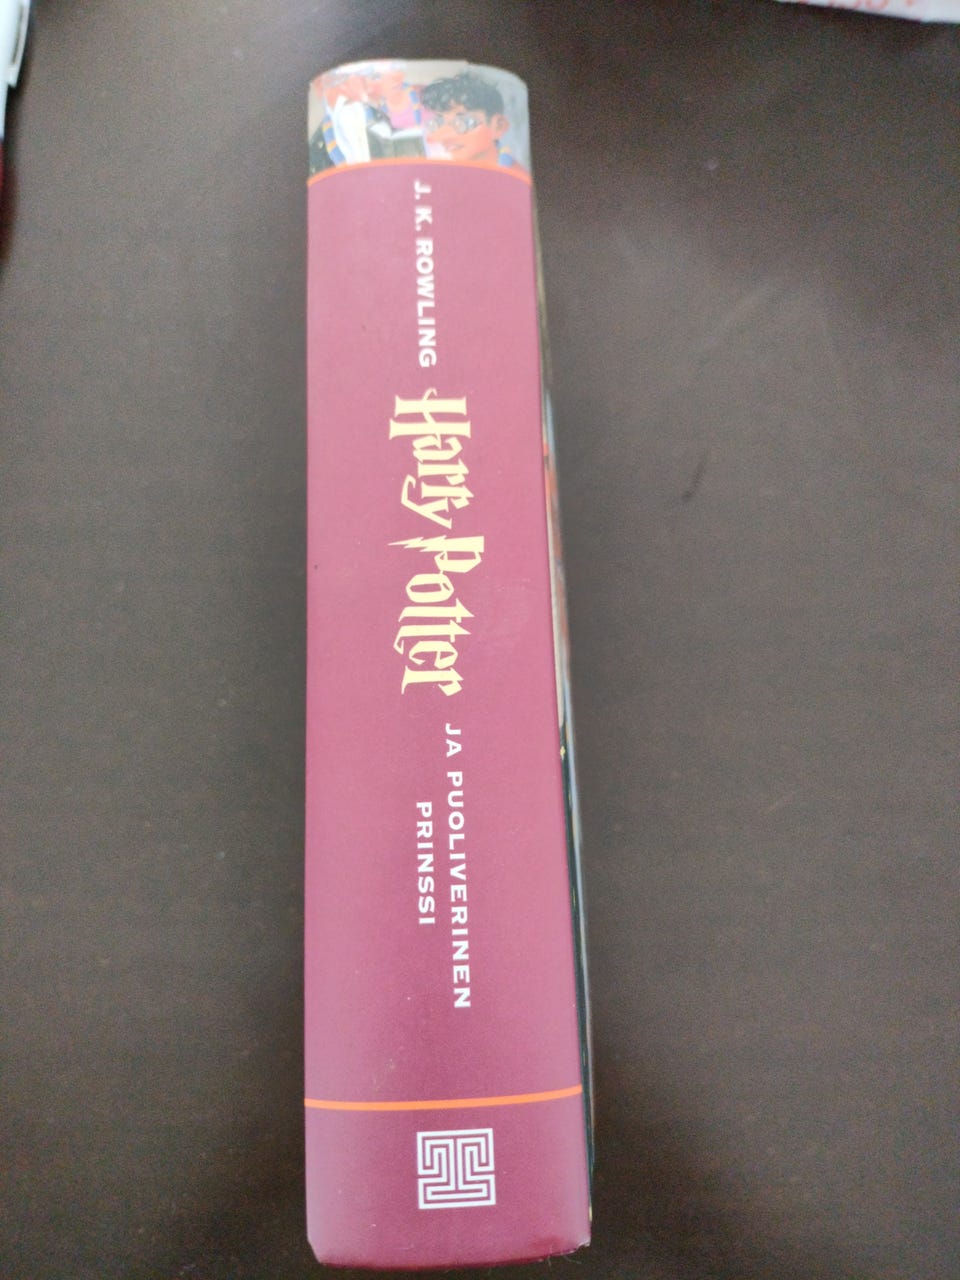 J. K. ROWLING
Harry Potter
JA PUOLIVERINEN
PRINSSI